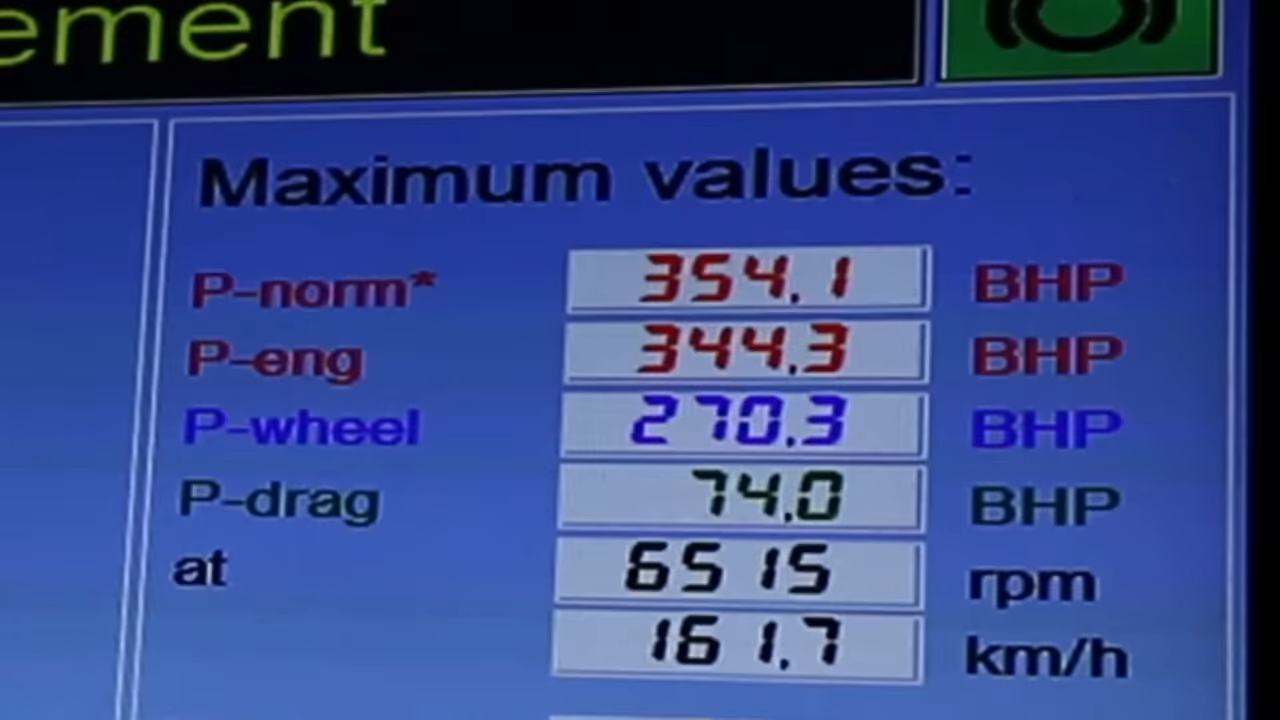 ement
Maximum values:
P-norm* 354.1 BHP
P-eng 344.3 BHP
P-wheel 270.3 BHP
P-drag 74.0 BHP
at 6515 rpm
161.7 km/h